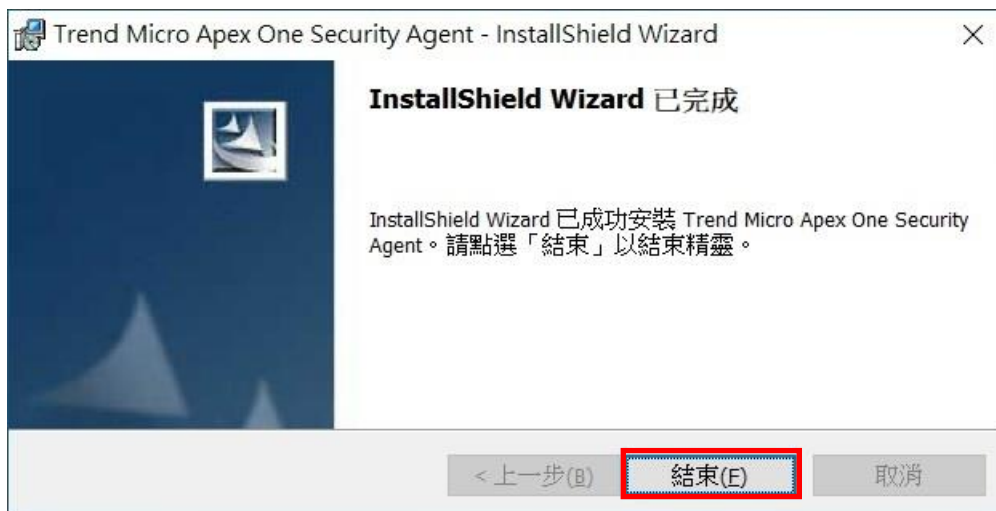 Trend Micro Apex One Security Agent - InstallShield Wizard
InstallShield Wizard 已完成
InstallShield Wizard 已成功安裝 Trend Micro Apex One Security
Agent。請點選「結束」以結束精靈。
< 上一步(B) 結束(F) 取消